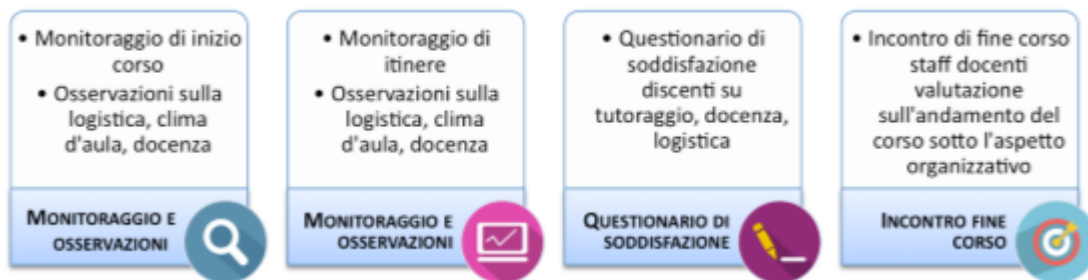 • Monitoraggio di inizio
corso
• Osservazioni sulla
logistica, clima
d'aula, docenza
MONITORAGGIO E
OSSERVAZIONI
• Monitoraggio di
itinere
• Osservazioni sulla
logistica, clima
d'aula, docenza
MONITORAGGIO E
OSSERVAZIONI
• Questionario di
soddisfazione
discenti su
tutoraggio, docenza,
logistica
QUESTIONARIO DI
SODDISFAZIONE
• Incontro di fine corso
staff docenti
valutazione
sull'andamento del
corso sotto l'aspetto
organizzativo
INCONTRO FINE
CORSO